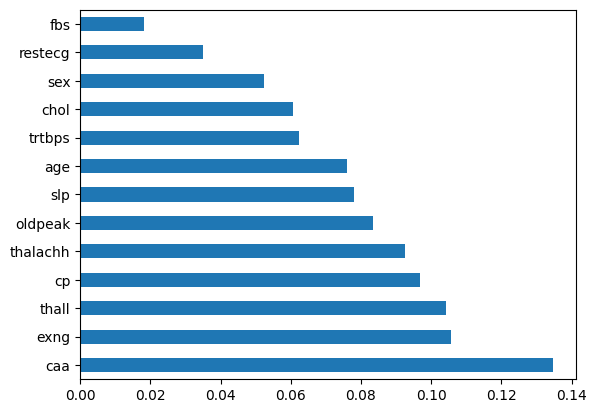 fbs
restecg
sex
chol
trtbps
age
slp
oldpeak
thalachh
cp
thall
exng
caa
0.00 0.02 0.04 0.06 0.08 0.10 0.12 0.14